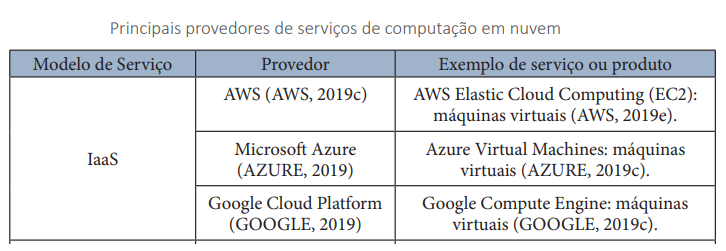 Principais provedores de serviços de computação em nuvem
Modelo de Serviço Provedor Exemplo de serviço ou produto
IaaS
AWS (AWS, 2019c)
AWS Elastic Cloud Computing (EC2):
máquinas virtuais (AWS, 2019e).
Microsoft Azure
(AZURE, 2019)
Azure Virtual Machines: máquinas
virtuais (AZURE, 2019c).
Google Cloud Platform
(GOOGLE, 2019)
Google Compute Engine: máquinas
virtuais (GOOGLE, 2019c).